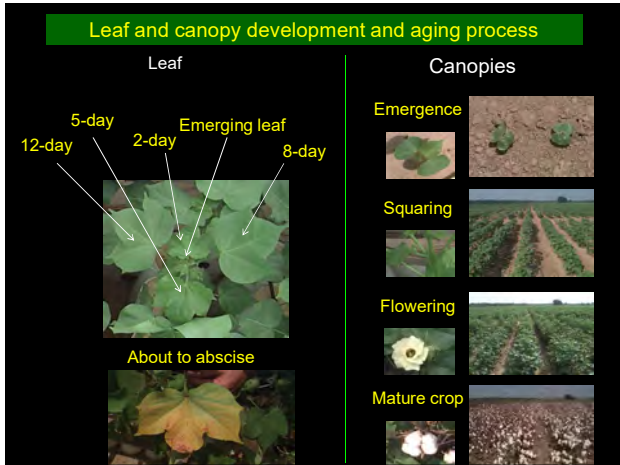 Leaf and canopy development and aging process
Leaf
5-day
12-day
2-day
Emerging leaf
8-day
About to abscise
Canopies
Emergence
Squaring
Flowering
Mature crop